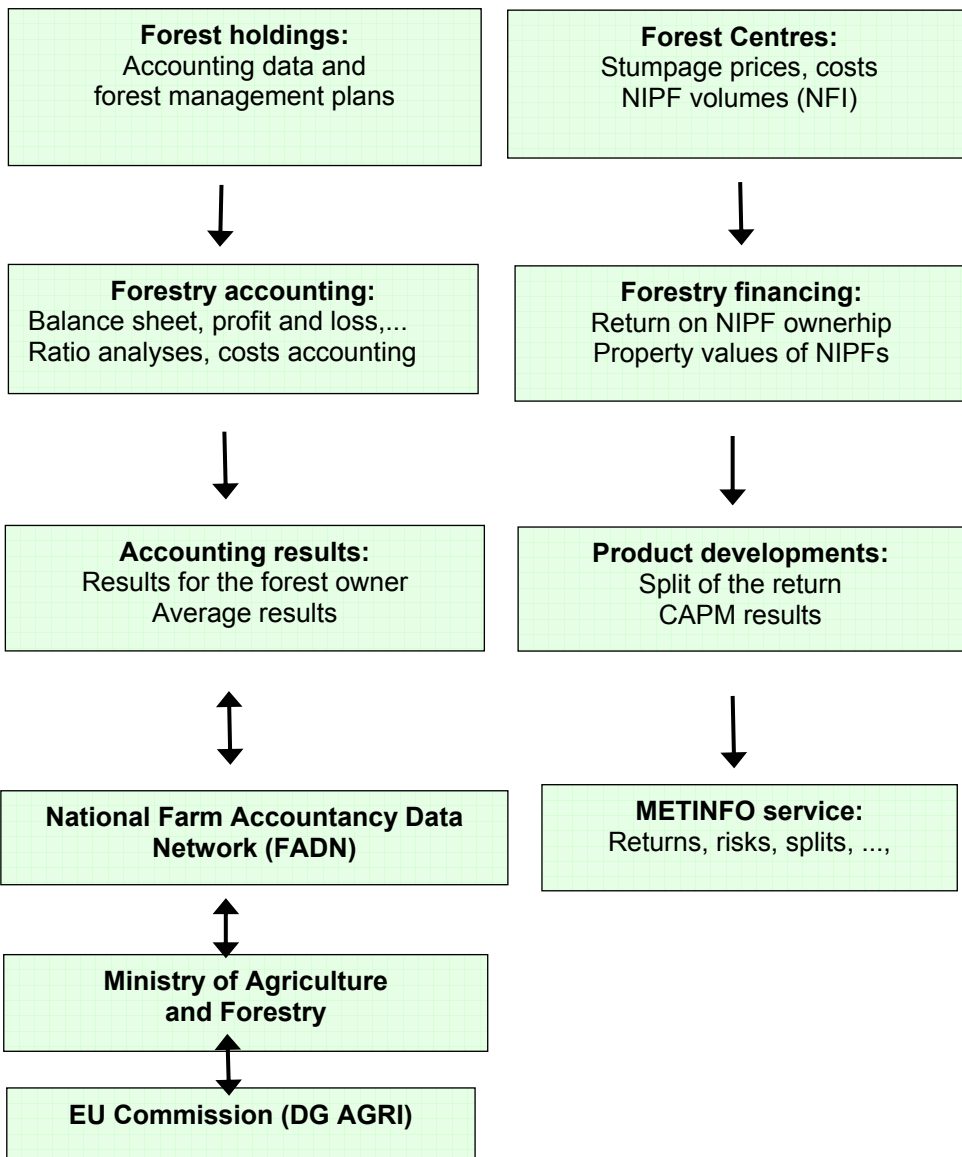 Forest holdings:
Accounting data and
forest management plans
Forest Centres:
Stumpage prices, costs
NIPF volumes (NFI)
Forestry accounting:
Balance sheet, profit and loss,...
Ratio analyses, costs accounting
Forestry financing:
Return on NIPF ownerhip
Property values of NIPFs
Accounting results:
Results for the forest owner
Average results
Product developments:
Split of the return
CAPM results
National Farm Accountancy Data
Network (FADN)
METINFO service:
Returns, risks, splits, ...,
Ministry of Agriculture
and Forestry
EU Commission (DG AGRI)